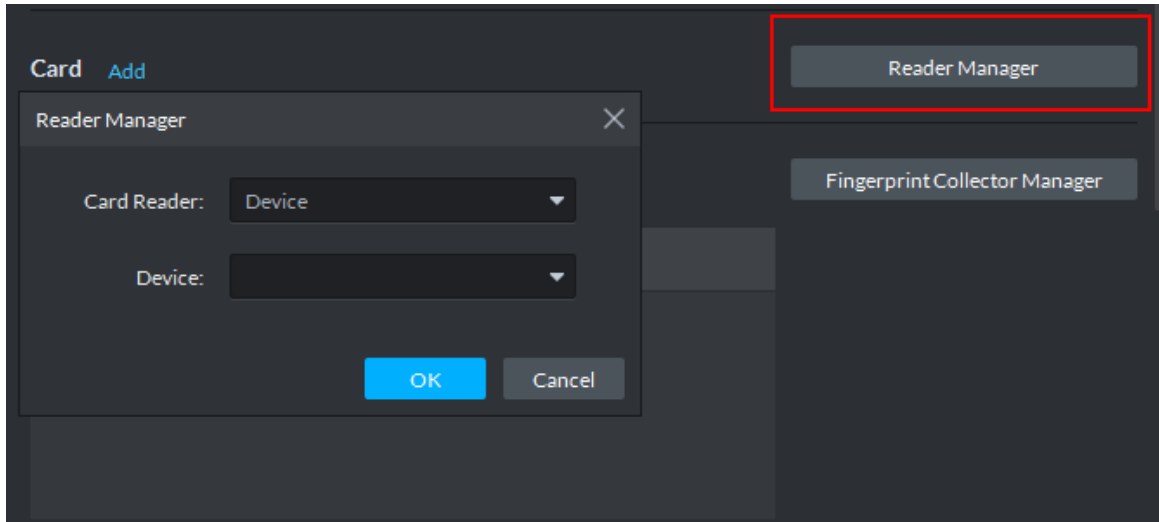 Card Add
Reader Manager
Reader Manager
Fingerprint Collector Manager
Card Reader: Device
Device:
OK Cancel